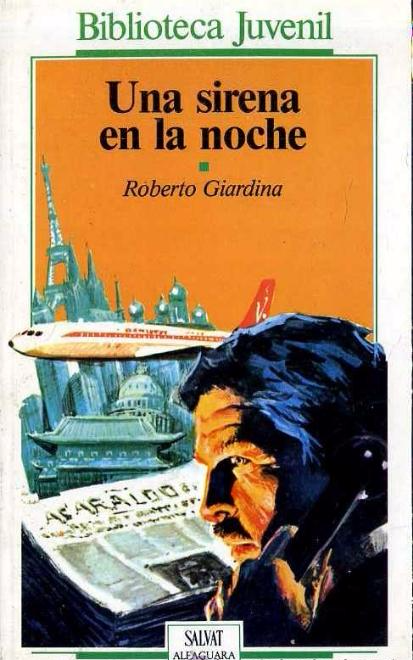 Biblioteca Juvenil
Una sirena
en la noche
Roberto Giardina
SALVAT
ALFAGUARA